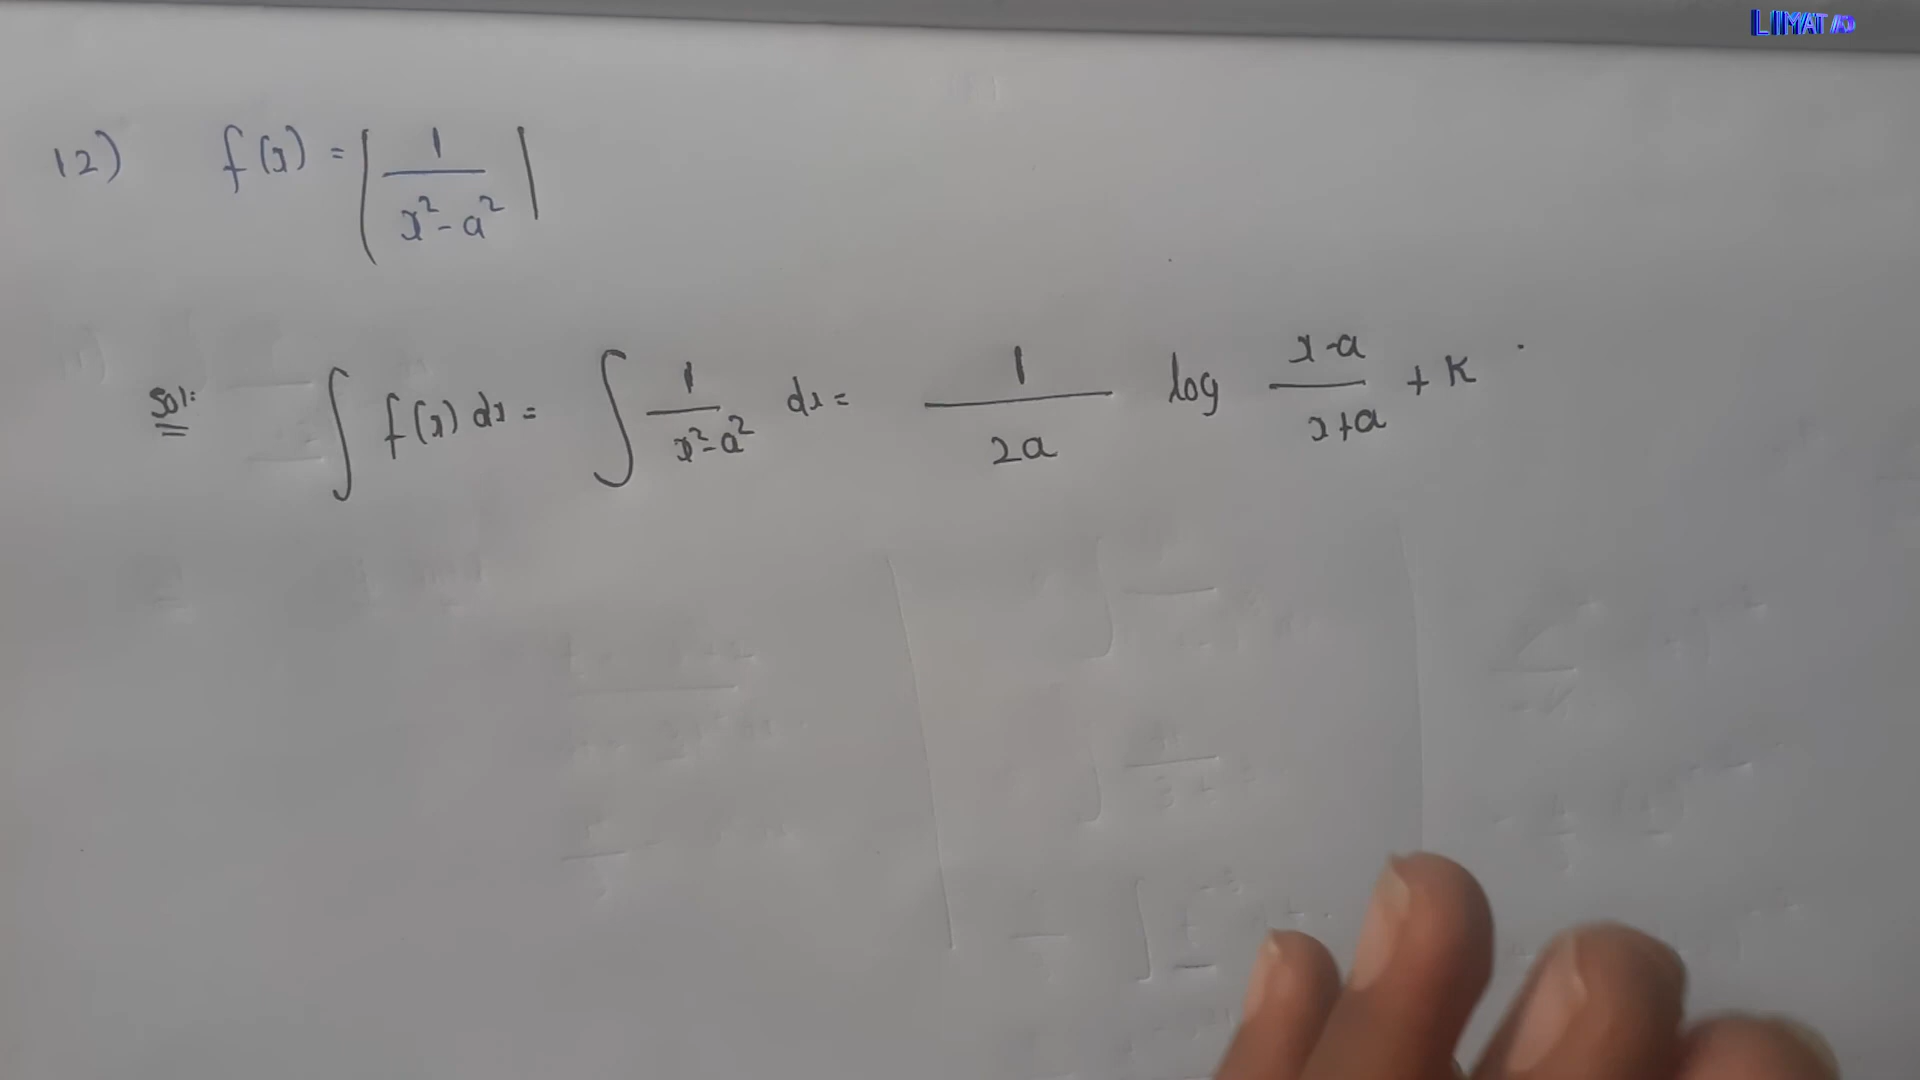 LIMAT
12) f(x) = | 1 / x² - a² |
Sol: ∫ f(x) dx = ∫ 1 / x² - a² dx = 1 / 2a log x - a / x + a + K .